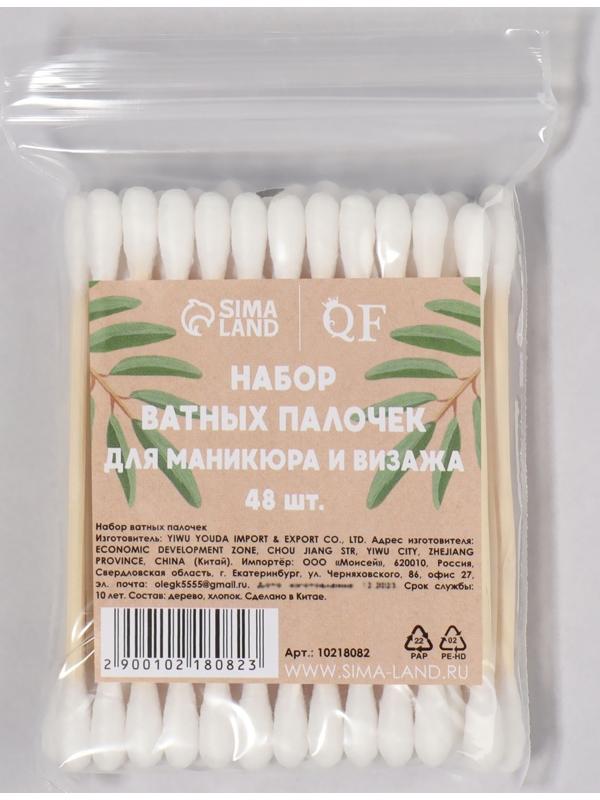 SIMA
LAND
QF
НАБОР
ВАТНЫХ ПАЛОЧЕК
ДЛЯ МАНИКЮРА И ВИЗАЖА
48 шт.
Набор ватных палочек
Изготовитель: YIWU YOUDA IMPORT & EXPORT CO., LTD. Адрес изготовителя:
ECONOMIC DEVELOPMENT ZONE, CHOU JIANG STR, YIWU CITY, ZHEJIANG
PROVINCE, CHINA (Китай). Импортёр: ООО «Моисей», 620010, Россия,
Свердловская область, г. Екатеринбург, ул. Черняховского, 86, офис 27,
эл. почта: olegk5555@gmail.ru. Срок службы:
10 лет. Состав: дерево, хлопок. Сделано в Китае.
2 900102 180823
Арт.: 10218082
22
PAP
02
PE-HD
WWW.SIMA-LAND.RU